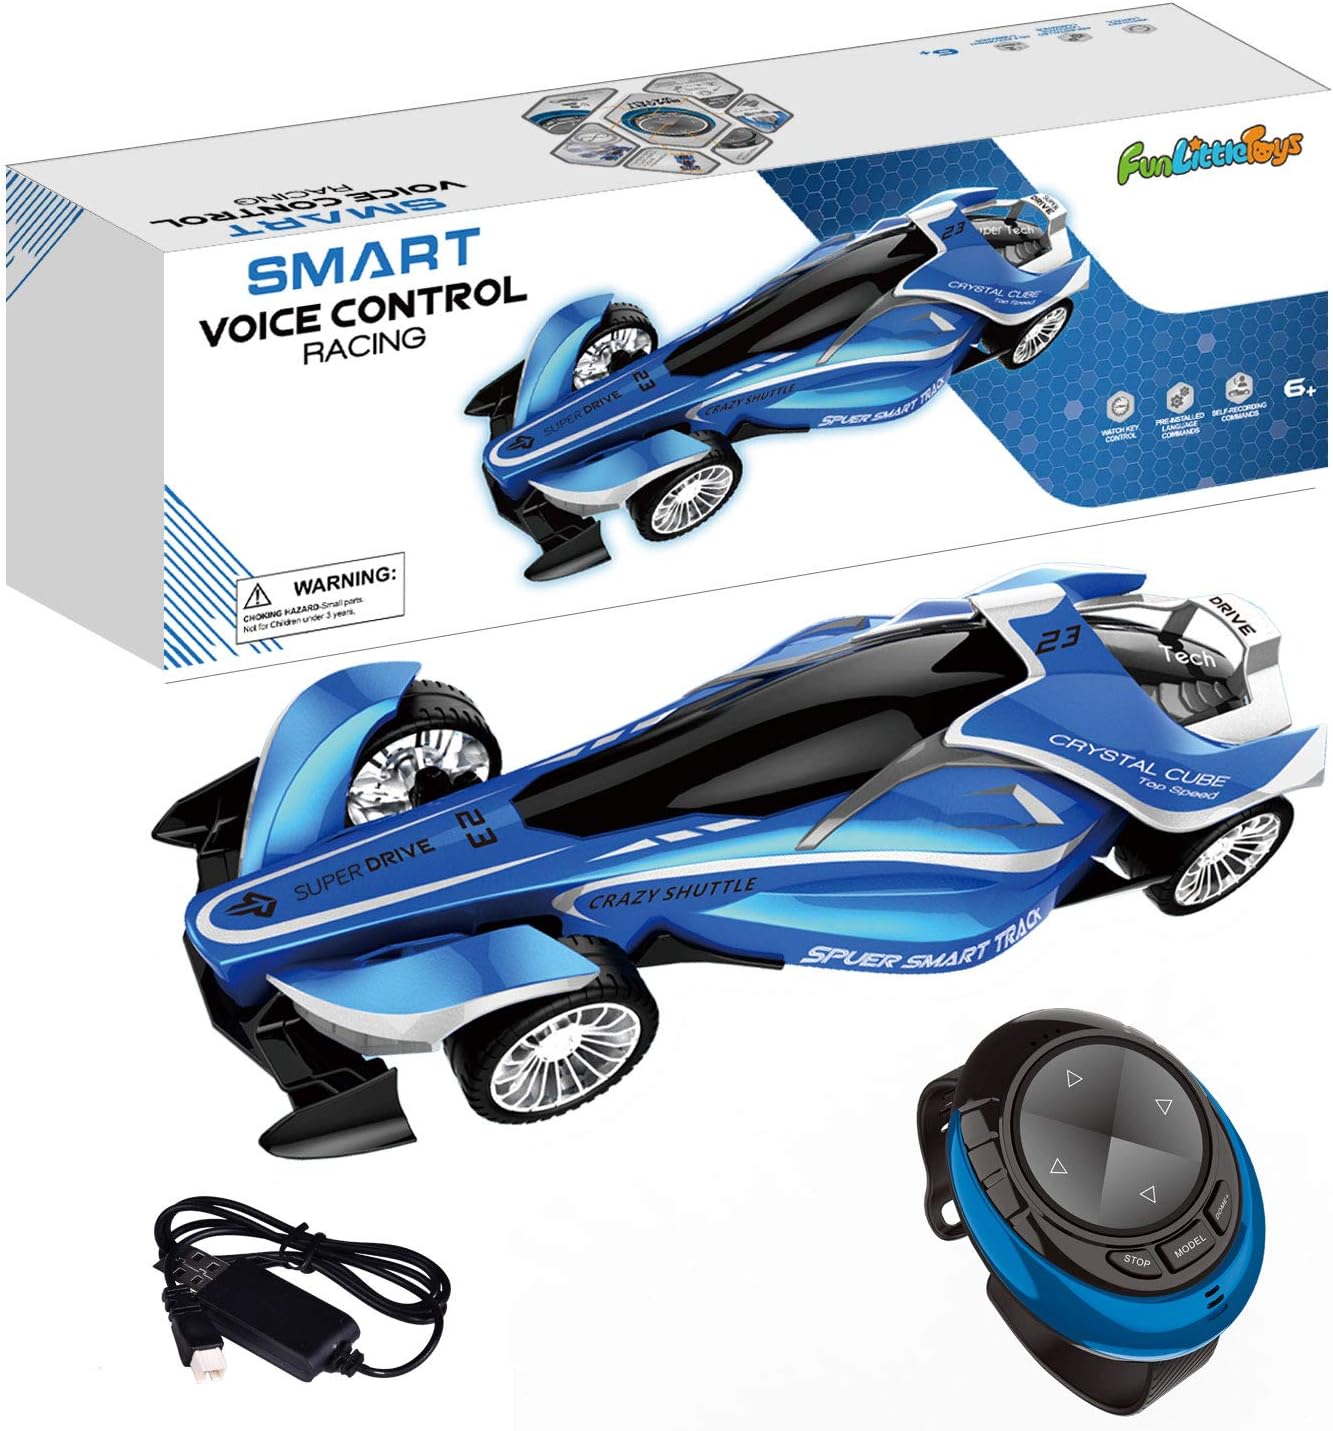 6+
SMART
VOICE CONTROL
RACING
FunLittleToys
SMART
VOICE CONTROL
RACING
SUPER
DRIVE
Super Tech
23
CRYSTAL CUBE
Top Speed
23
SUPER DRIVE
CRAZY SHUTTLE
SPUER SMART TRACK
WATCH KEY
CONTROL
PRE-INSTALLED
LANGUAGE
COMMANDS
SELF-RECORDING
COMMANDS
6+
WARNING:
CHOKING HAZARD-Small parts.
Not for Children under 3 years.
DRIVE
Tech
23
CRYSTAL CUBE
Top Speed
23
SUPER DRIVE
CRAZY SHUTTLE
SPUER SMART TRACK
STOP
MODEL
DOME+